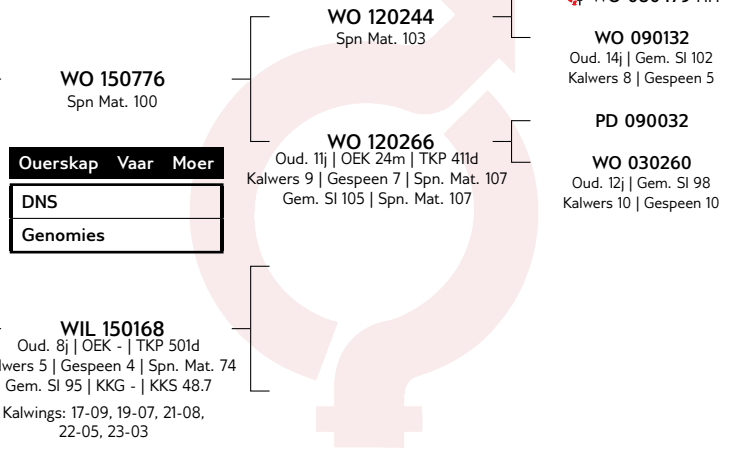 WO 120244
Spn Mat. 103
WO 090132
Oud. 14j | Gem. SI 102
Kalwers 8 | Gespeen 5
WO 150776
Spn Mat. 100
PD 090032
WO 120266
Oud. 11j | OEK 24m | TKP 411d
Kalwers 9 | Gespeen 7 | Spn. Mat. 107
Gem. SI 105 | Spn. Mat. 107
WO 030260
Oud. 12j | Gem. SI 98
Kalwers 10 | Gespeen 10
Ouerskap Vaar Moer
DNS
Genomies
WIL 150168
Oud. 8j | OEK - | TKP 501d
lwers 5 | Gespeen 4 | Spn. Mat. 74
Gem. SI 95 | KKG - | KKS 48.7
Kalwings: 17-09, 19-07, 21-08,
22-05, 23-03